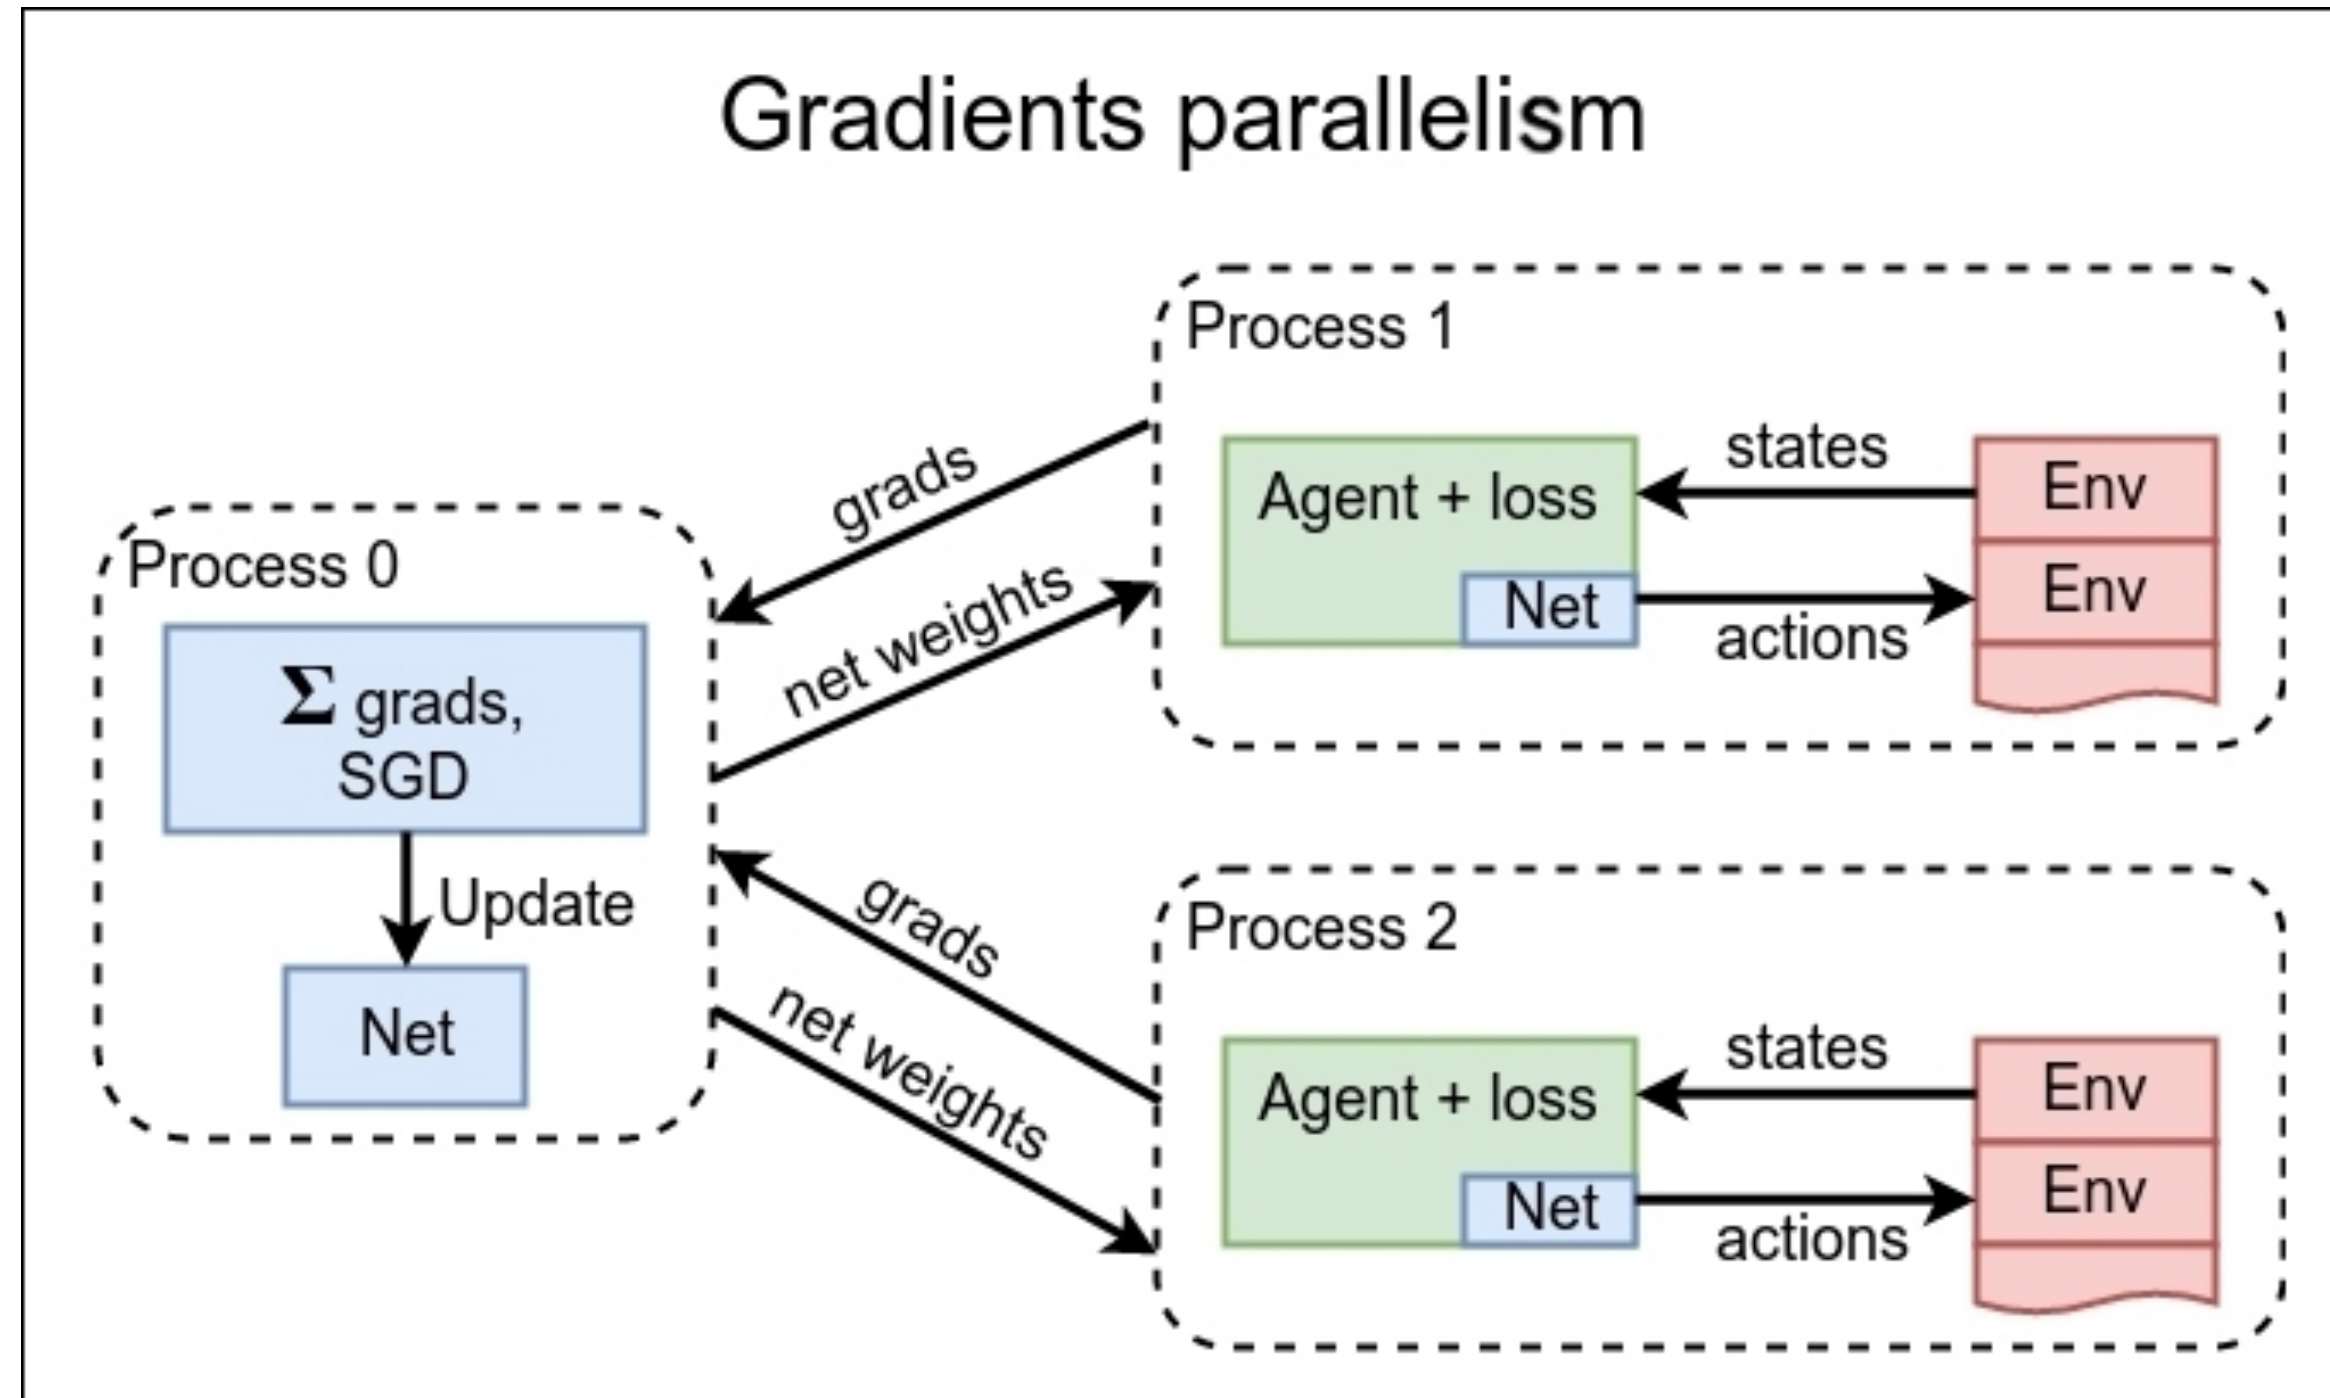 Gradients parallelism
Process 0
Σ grads,
SGD
Update
Net
grads
net weights
grads
net weights
Process 1
Agent + loss
Net
states
actions
Env
Env
Process 2
Agent + loss
Net
states
actions
Env
Env